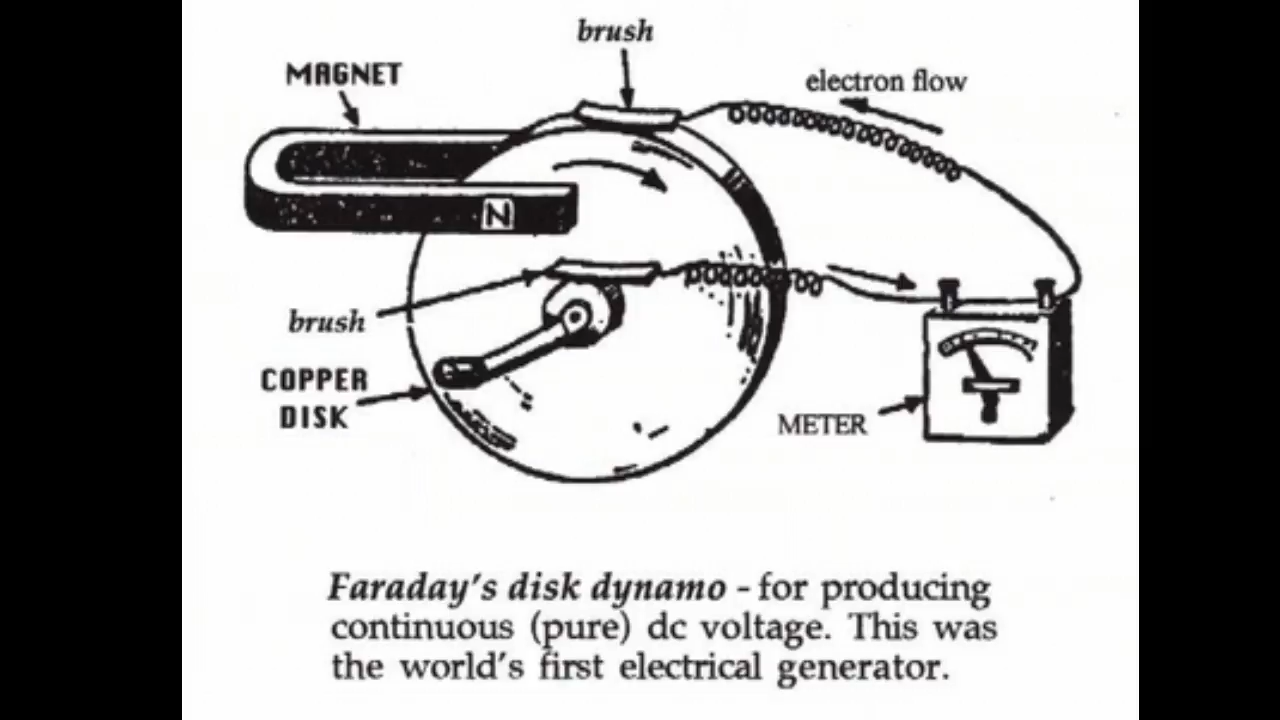 brush
MAGNET
electron flow
N
brush
COPPER
DISK
METER
Faraday's disk dynamo - for producing
continuous (pure) dc voltage. This was
the world's first electrical generator.